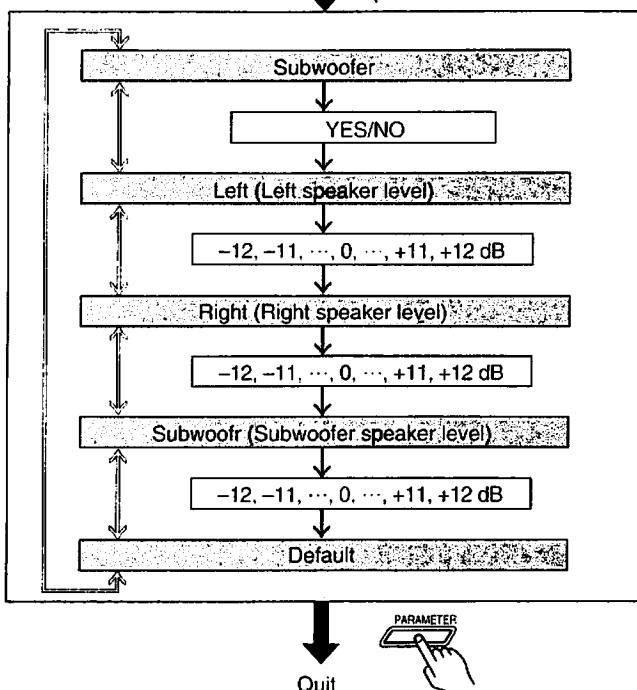 Subwoofer
YES/NO
Left (Left speaker level)
−12, −11, ···, 0, ···, +11, +12 dB
Right (Right speaker level)
−12, −11, ···, 0, ···, +11, +12 dB
Subwoofr (Subwoofer speaker level)
−12, −11, ···, 0, ···, +11, +12 dB
Default
PARAMETER
Quit